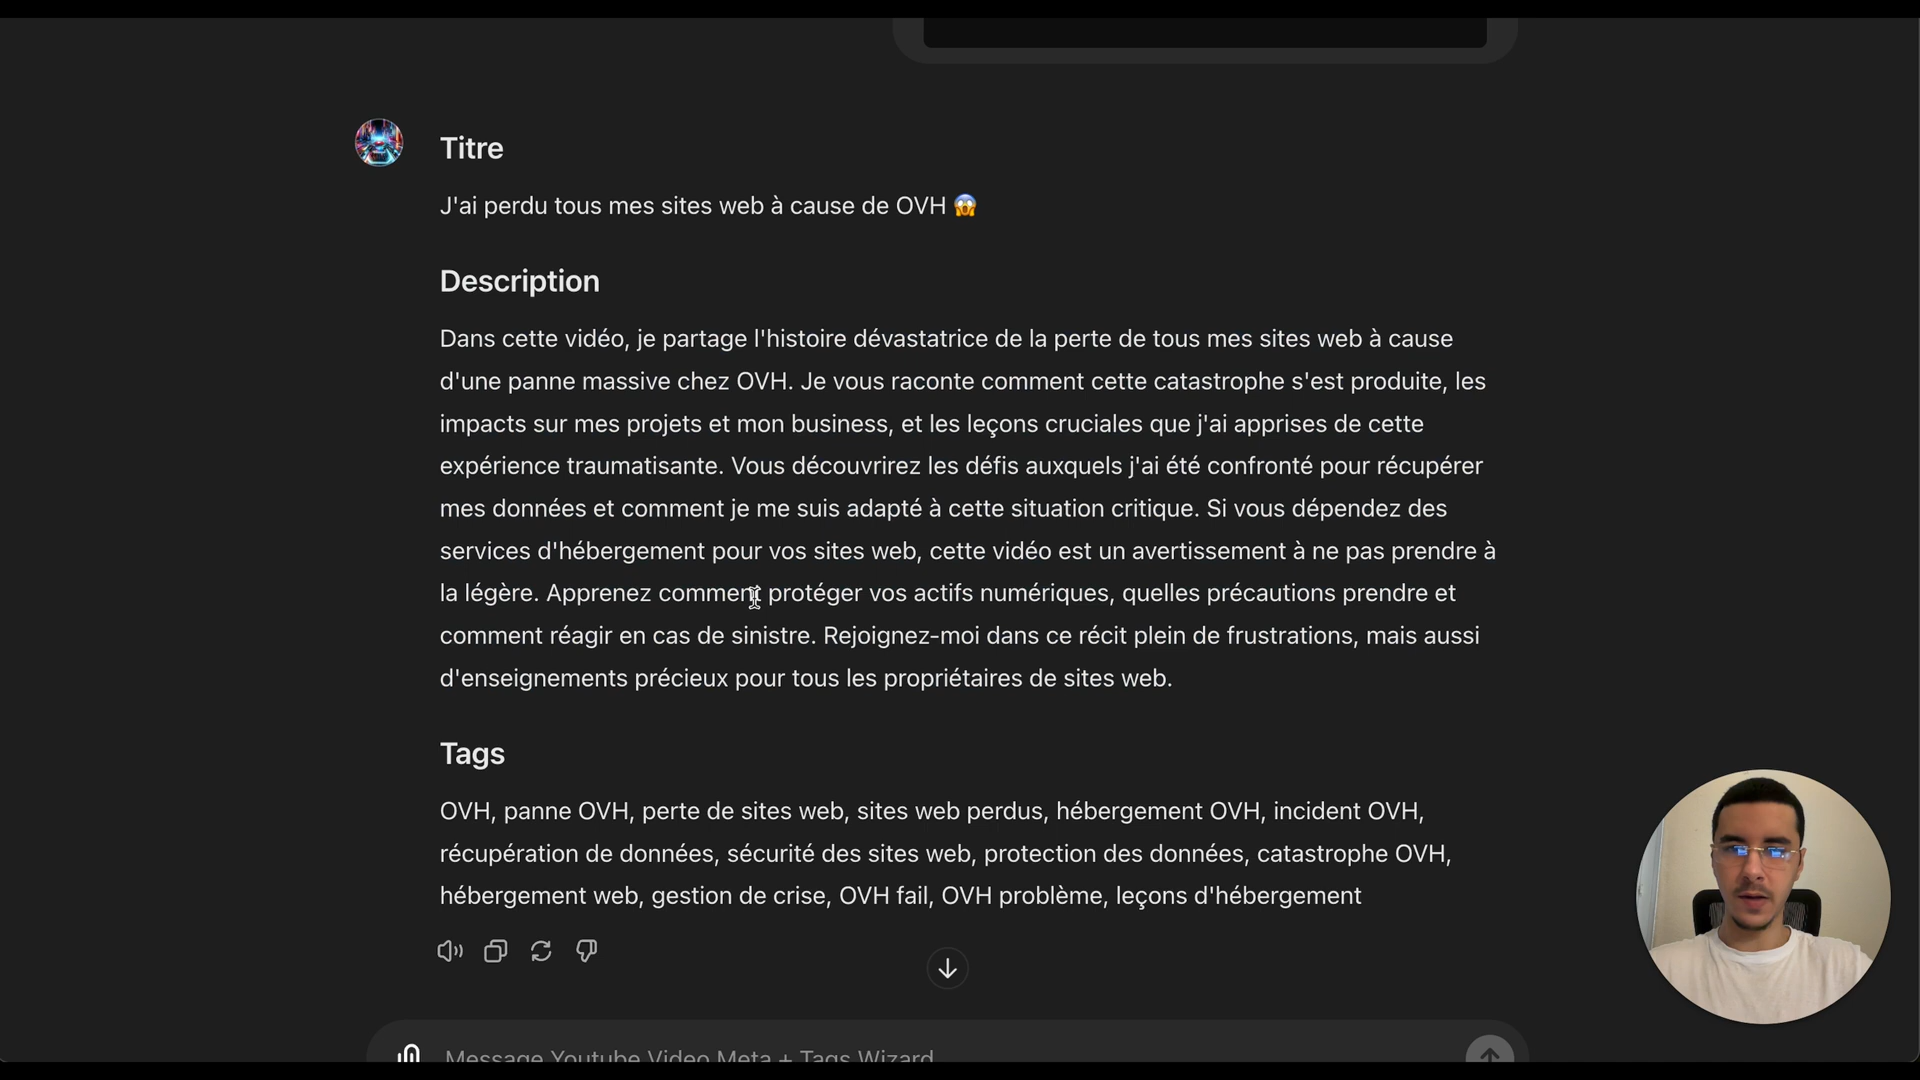 Titre
J'ai perdu tous mes sites web à cause de OVH 😱
Description
Dans cette vidéo, je partage l'histoire dévastatrice de la perte de tous mes sites web à cause
d'une panne massive chez OVH. Je vous raconte comment cette catastrophe s'est produite, les
impacts sur mes projets et mon business, et les leçons cruciales que j'ai apprises de cette
expérience traumatisante. Vous découvrirez les défis auxquels j'ai été confronté pour récupérer
mes données et comment je me suis adapté à cette situation critique. Si vous dépendez des
services d'hébergement pour vos sites web, cette vidéo est un avertissement à ne pas prendre à
la légère. Apprenez comment protéger vos actifs numériques, quelles précautions prendre et
comment réagir en cas de sinistre. Rejoignez-moi dans ce récit plein de frustrations, mais aussi
d'enseignements précieux pour tous les propriétaires de sites web.
Tags
OVH, panne OVH, perte de sites web, sites web perdus, hébergement OVH, incident OVH,
récupération de données, sécurité des sites web, protection des données, catastrophe OVH,
hébergement web, gestion de crise, OVH fail, OVH problème, leçons d'hébergement
Message Youtube Video Meta + Tags Wizard